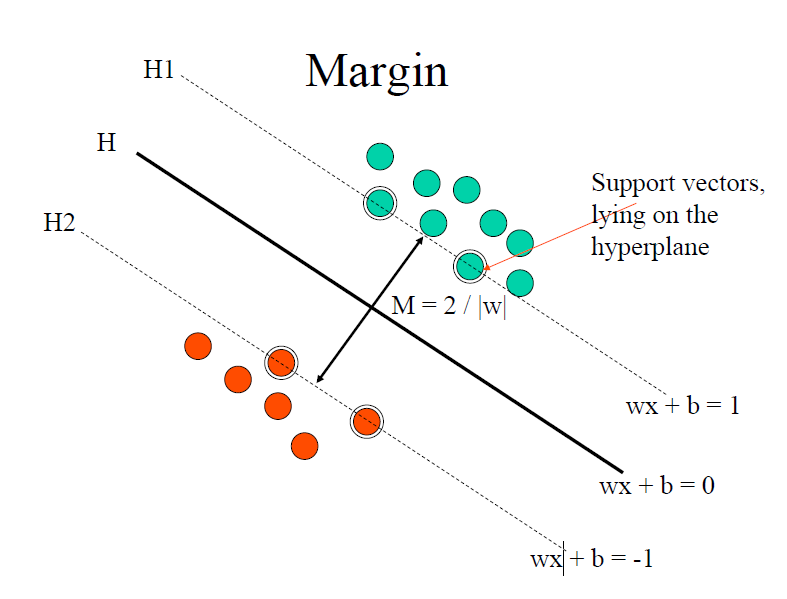 Margin
H1
H
H2
Support vectors,
lying on the
hyperplane
M = 2 / |w|
wx + b = 1
wx + b = 0
wx + b = -1